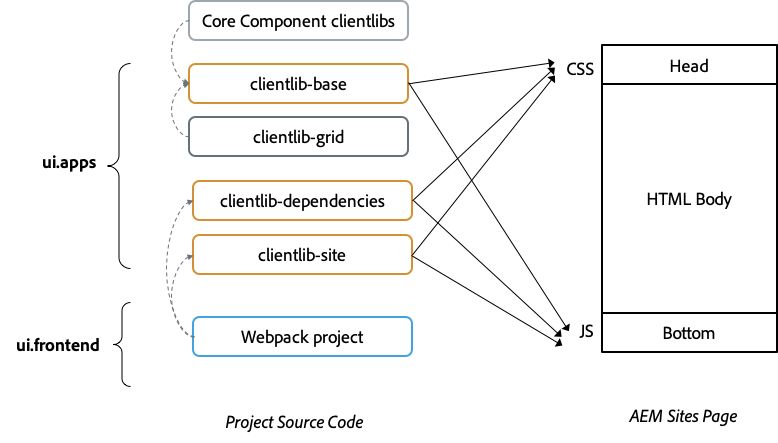 Core Component clientlibs
clientlib-base
clientlib-grid
ui.apps
clientlib-dependencies
clientlib-site
ui.frontend
Webpack project
Project Source Code
CSS
Head
HTML Body
JS
Bottom
AEM Sites Page